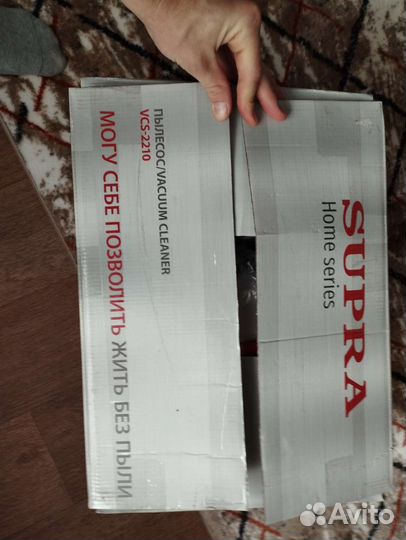 SUPRA
Home series
ПЫЛЕСОС/VACUUM CLEANER
VCS-2210
МОГУ СЕБЕ ПОЗВОЛИТЬ ЖИТЬ БЕЗ ПЫЛИ
Avito